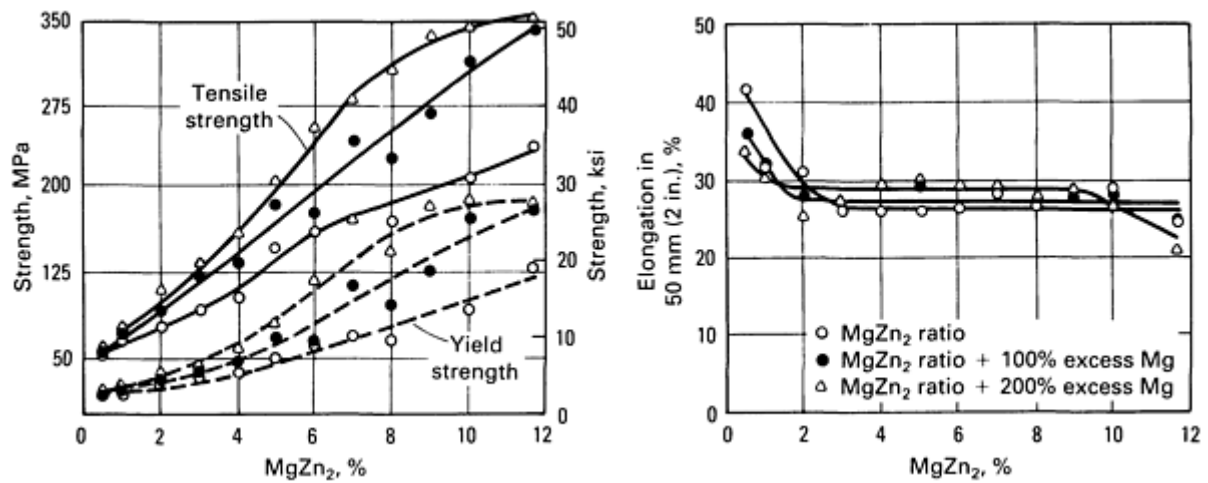 350
275
200
125
50
Strength, MPa
Tensile
strength
Yield
strength
50
40
30
20
10
0
Strength, ksi
0
2
4
6
8
10
12
MgZn₂, %
50
40
30
20
10
0
Elongation in
50 mm (2 in.), %
MgZn₂ ratio
MgZn₂ ratio + 100% excess Mg
MgZn₂ ratio + 200% excess Mg
0
2
4
6
8
10
12
MgZn₂, %